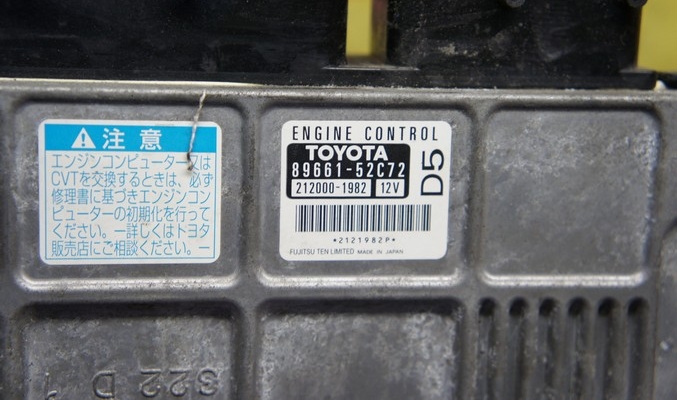 ⚠注意
エンジンコンピューター又は
CVTを交換するときは、必ず
修理書に基づきエンジンコン
ピューターの初期化を行って
ください。—詳しくはトヨタ
販売店にご相談ください。—
ENGINE CONTROL
TOYOTA
89661-52C72
212000-1982 12V
D5
*2121982P*
FUJITSU TEN LIMITED MADE IN JAPAN
322 D 1